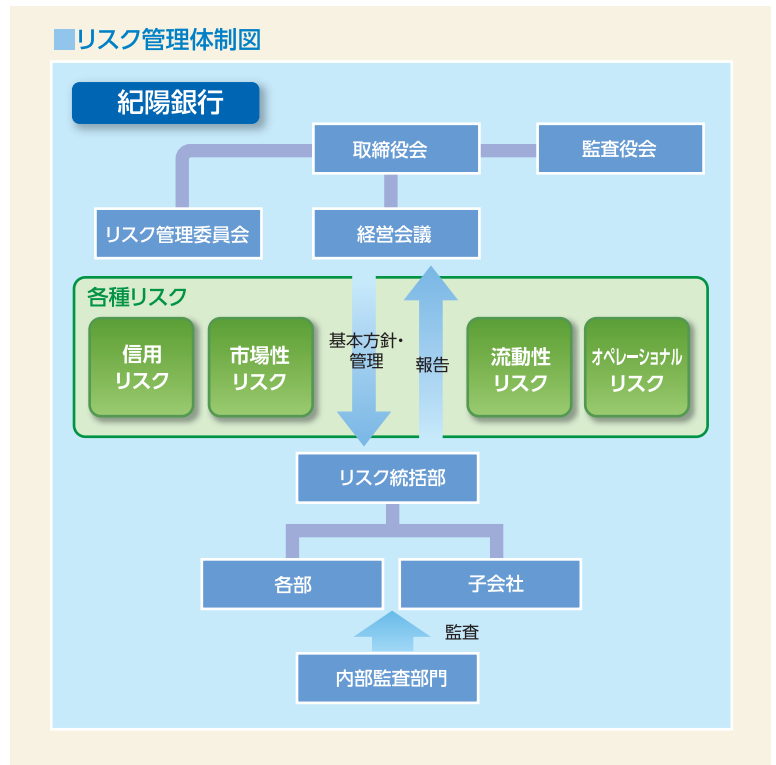 リスク管理体制図
紀陽銀行
取締役会
監査役会
リスク管理委員会
経営会議
各種リスク
信用
リスク
市場性
リスク
基本方針・
管理
報告
流動性
リスク
オペレーショナル
リスク
リスク統括部
各部
子会社
監査
内部監査部門